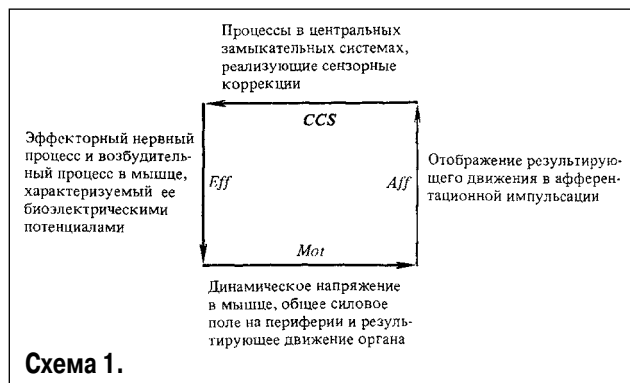 Процессы в центральных
замыкательных системах,
реализующие сензорные
коррекции
CCS
Эффекторный нервный
процесс и возбудитель-
ный процесс в мышце,
характеризуемый ее
биоэлектрическими
потенциалами
Eff
Aff
Отображение результирую-
щего движения в афферен-
тационной импульсации
Mot
Динамическое напряжение
в мышце, общее силовое
поле на периферии и резуль-
тирующее движение органа
Схема 1.